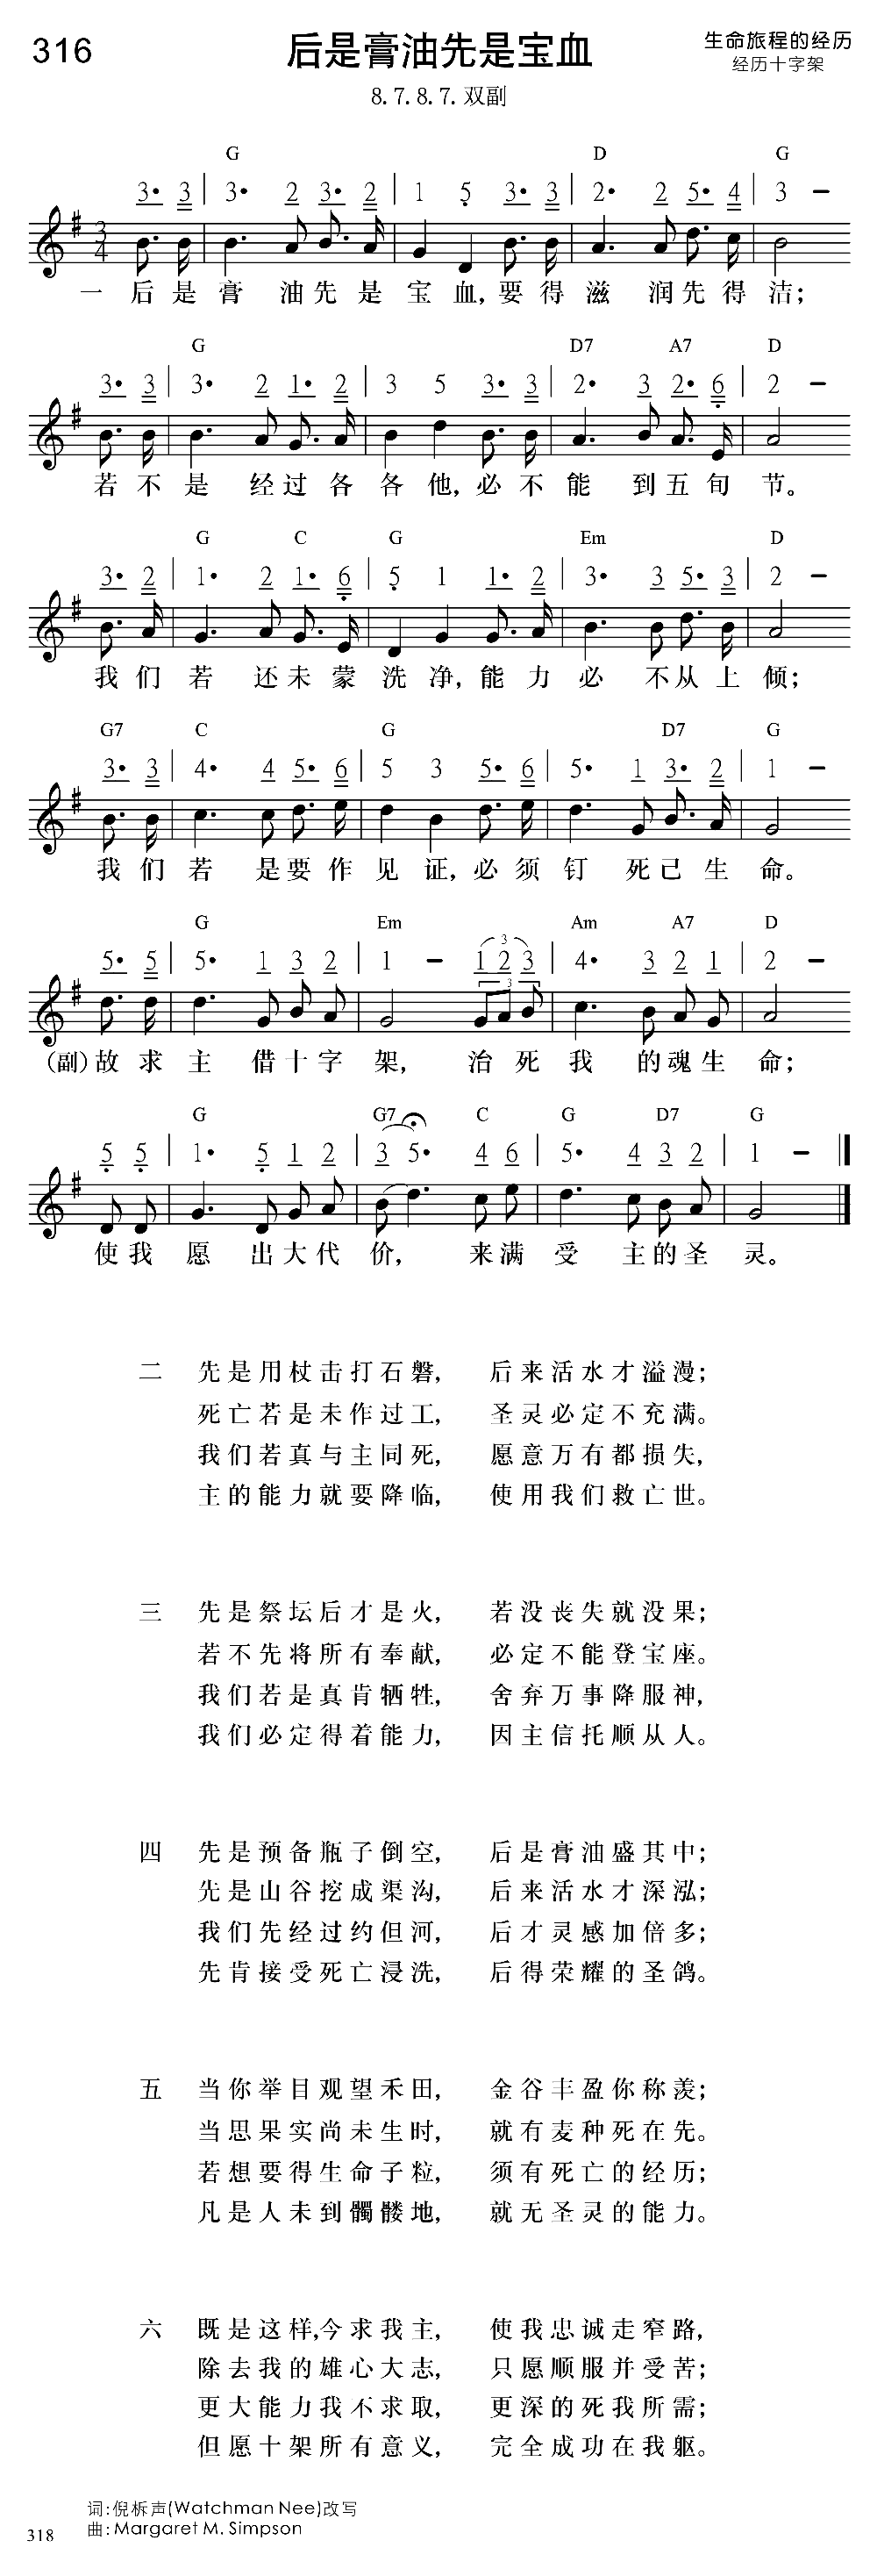 316
后是膏油先是宝血
生命旅程的经历
经历十字架
8. 7. 8. 7. 双副
G D G
3· 3 | 3· 2 3· 2 | 1 5 3· 3 | 2· 2 5· 4 | 3 –
3
4
一 后 是 膏 油 先 是 宝 血, 要 得 滋 润 先 得 洁;
G D7 A7 D
3· 3 | 3· 2 1· 2 | 3 5 3· 3 | 2· 3 2· 6 | 2 –
若 不 是 经 过 各 各 他, 必 不 能 到 五 旬 节。
G C G Em D
3· 2 | 1· 2 1· 6 | 5 1 1· 2 | 3· 3 5· 3 | 2 –
我 们 若 还 未 蒙 洗 净, 能 力 必 不 从 上 倾;
G7 C G D7 G
3· 3 | 4· 4 5· 6 | 5 3 5· 6 | 5· 1 3· 2 | 1 –
我 们 若 是 要 作 见 证, 必 须 钉 死 己 生 命。
G Em Am A7 D
3
5· 5 | 5· 1 3 2 | 1 – 1 2 3 | 4· 3 2 1 | 2 –
3
(副) 故 求 主 借 十 字 架, 治 死 我 的 魂 生 命;
G G7 C G D7 G
5 5 | 1· 5 1 2 | 3 5· 4 6 | 5· 4 3 2 | 1 –
使 我 愿 出 大 代 价, 来 满 受 主 的 圣 灵。
二 先是用杖击打石磐, 后来活水才溢漫;
死亡若是未作过工, 圣灵必定不充满。
我们若真与主同死, 愿意万有都损失,
主的能力就要降临, 使用我们救亡世。
三 先是祭坛后才是火, 若没丧失就没果;
若不先将所有奉献, 必定不能登宝座。
我们若是真肯牺牲, 舍弃万事降服神,
我们必定得着能力, 因主信托顺从人。
四 先是预备瓶子倒空, 后是膏油盛其中;
先是山谷挖成渠沟, 后来活水才深泓;
我们先经过约但河, 后才灵感加倍多;
先肯接受死亡浸洗, 后得荣耀的圣鸽。
五 当你举目观望禾田, 金谷丰盈你称羡;
当思果实尚未生时, 就有麦种死在先。
若想要得生命子粒, 须有死亡的经历;
凡是人未到髑髅地, 就无圣灵的能力。
六 既是这样,今求我主, 使我忠诚走窄路,
除去我的雄心大志, 只愿顺服并受苦;
更大能力我不求取, 更深的死我所需;
但愿十架所有意义, 完全成功在我躯。
词:倪柝声(Watchman Nee)改写
曲:Margaret M. Simpson
318